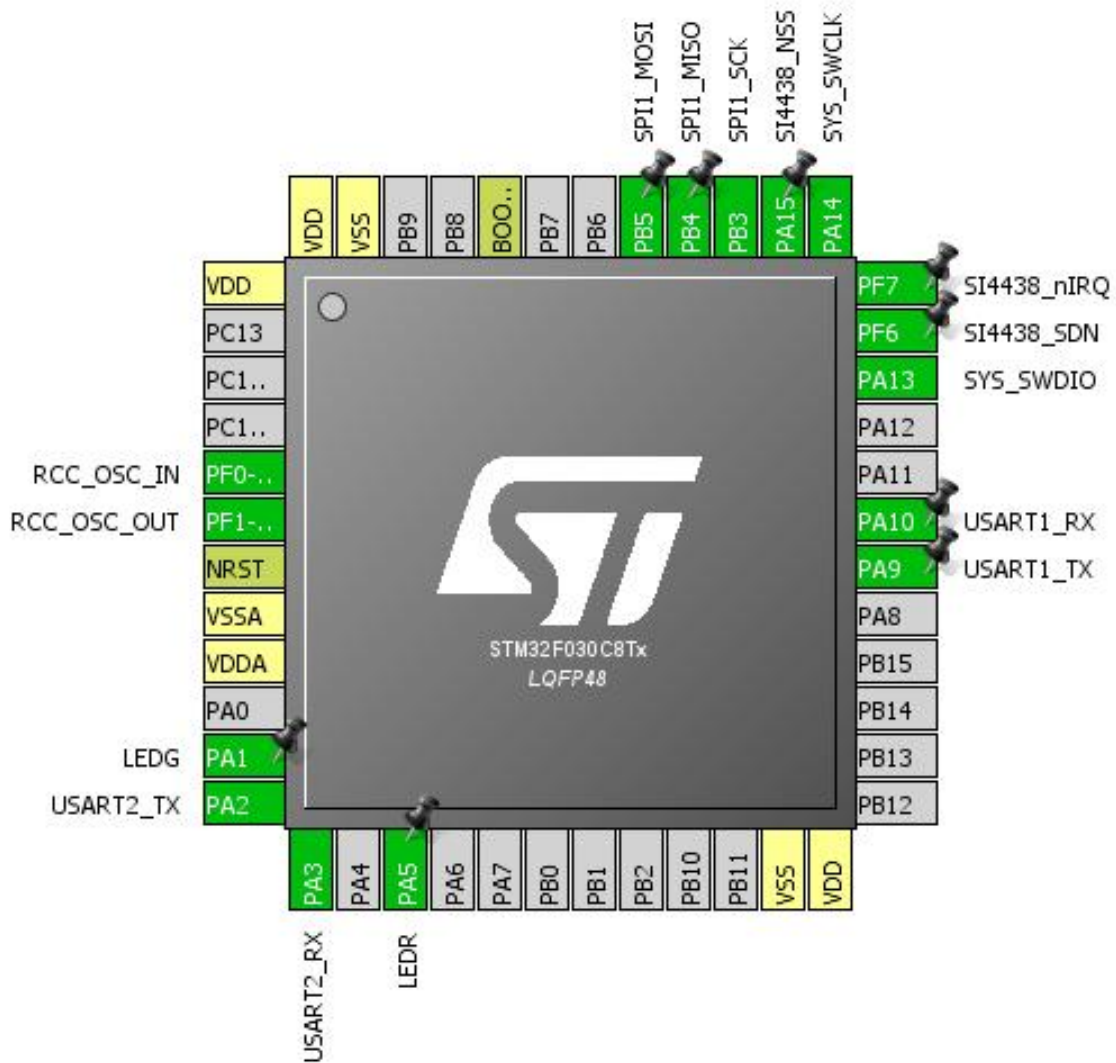 SPI1_MOSI
SPI1_MISO
SPI1_SCK
SI4438_NSS
SYS_SWCLK
VDD
VSS
PB9
PB8
BOO..
PB7
PB6
PB5
PB4
PB3
PA15
PA14
VDD
PC13
PC1..
PC1..
RCC_OSC_IN PF0-..
RCC_OSC_OUT PF1-..
NRST
VSSA
VDDA
PA0
LEDG PA1
USART2_TX PA2
ST
STM32F030C8Tx
LQFP48
PF7 SI4438_nIRQ
PF6 SI4438_SDN
PA13 SYS_SWDIO
PA12
PA11
PA10 USART1_RX
PA9 USART1_TX
PA8
PB15
PB14
PB13
PB12
PA3
PA4
PA5
PA6
PA7
PB0
PB1
PB2
PB10
PB11
VSS
VDD
USART2_RX
LEDR